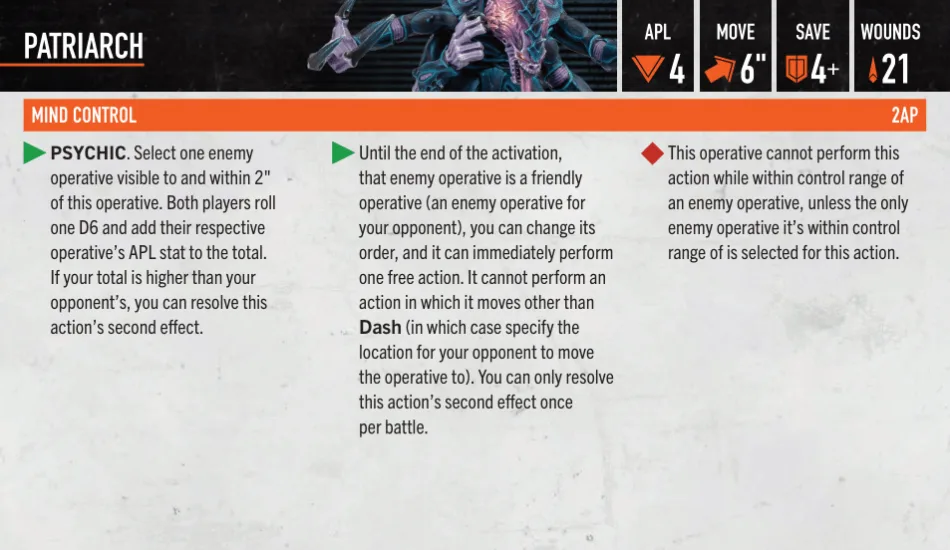 PATRIARCH
APL
4
MOVE
6"
SAVE
4+
WOUNDS
21
MIND CONTROL
2AP
PSYCHIC. Select one enemy
operative visible to and within 2"
of this operative. Both players roll
one D6 and add their respective
operative's APL stat to the total.
If your total is higher than your
opponent's, you can resolve this
action's second effect.
Until the end of the activation,
that enemy operative is a friendly
operative (an enemy operative for
your opponent), you can change its
order, and it can immediately perform
one free action. It cannot perform an
action in which it moves other than
Dash (in which case specify the
location for your opponent to move
the operative to). You can only resolve
this action's second effect once
per battle.
This operative cannot perform this
action while within control range of
an enemy operative, unless the only
enemy operative it's within control
range of is selected for this action.